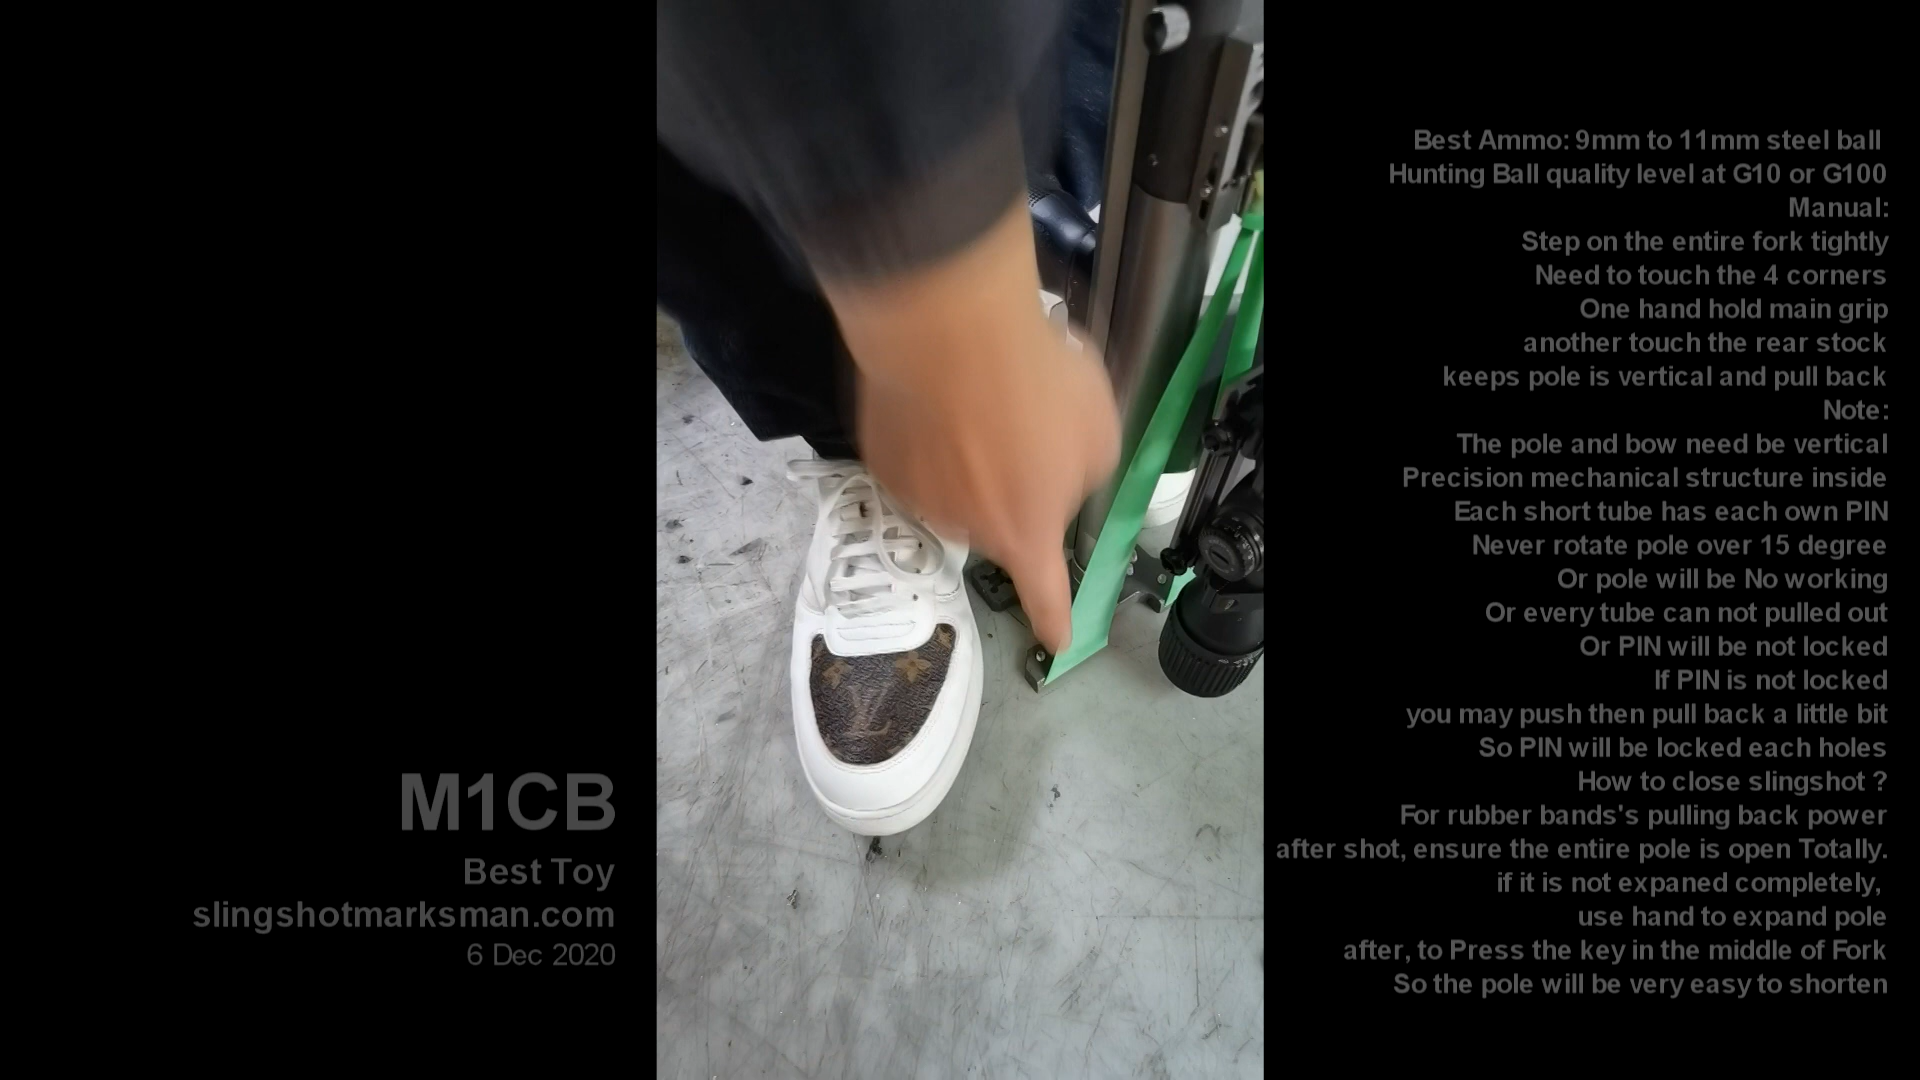 M1CB
Best Toy
slingshotmarksman.com
6 Dec 2020
Best Ammo: 9mm to 11mm steel ball
Hunting Ball quality level at G10 or G100
Manual:
Step on the entire fork tightly
Need to touch the 4 corners
One hand hold main grip
another touch the rear stock
keeps pole is vertical and pull back
Note:
The pole and bow need be vertical
Precision mechanical structure inside
Each short tube has each own PIN
Never rotate pole over 15 degree
Or pole will be No working
Or every tube can not pulled out
Or PIN will be not locked
If PIN is not locked
you may push then pull back a little bit
So PIN will be locked each holes
How to close slingshot ?
For rubber bands's pulling back power
after shot, ensure the entire pole is open Totally.
if it is not expaned completely,
use hand to expand pole
after, to Press the key in the middle of Fork
So the pole will be very easy to shorten
LV